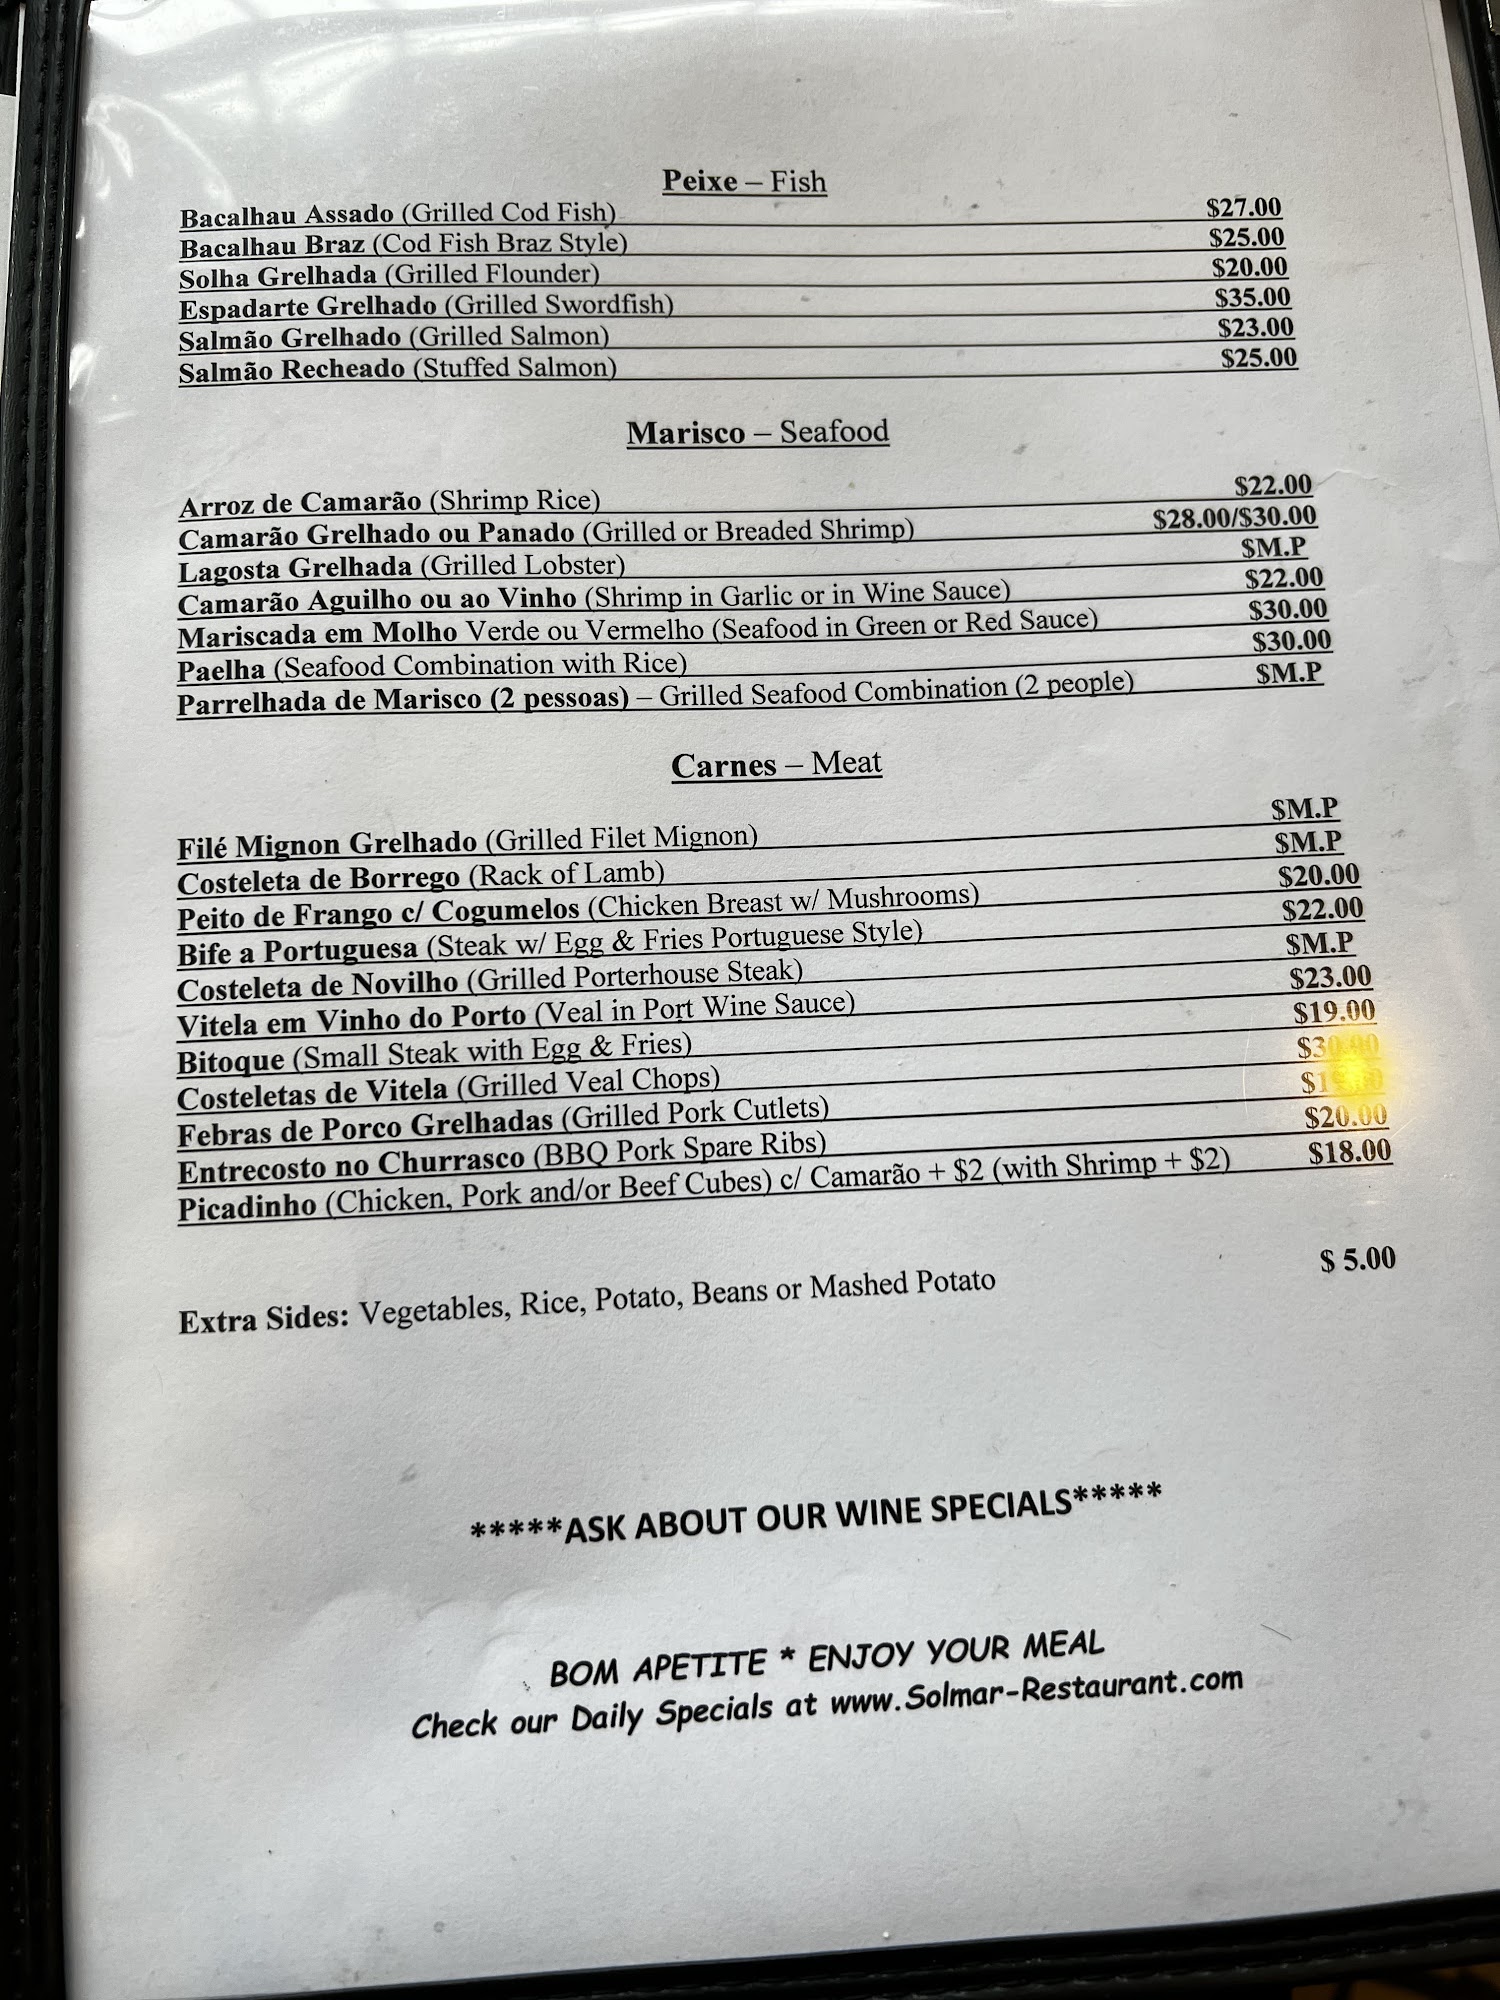 Peixe – Fish
Bacalhau Assado (Grilled Cod Fish) $27.00
Bacalhau Braz (Cod Fish Braz Style) $25.00
Solha Grelhada (Grilled Flounder) $20.00
Espadarte Grelhado (Grilled Swordfish) $35.00
Salmão Grelhado (Grilled Salmon) $23.00
Salmão Recheado (Stuffed Salmon) $25.00
Marisco – Seafood
Arroz de Camarão (Shrimp Rice) $22.00
Camarão Grelhado ou Panado (Grilled or Breaded Shrimp) $28.00/$30.00
Lagosta Grelhada (Grilled Lobster) $M.P
Camarão Aguilho ou ao Vinho (Shrimp in Garlic or in Wine Sauce) $22.00
Mariscada em Molho Verde ou Vermelho (Seafood in Green or Red Sauce) $30.00
Paelha (Seafood Combination with Rice) $30.00
Parrelhada de Marisco (2 pessoas) – Grilled Seafood Combination (2 people) $M.P
Carnes – Meat
Filé Mignon Grelhado (Grilled Filet Mignon) $M.P
Costeleta de Borrego (Rack of Lamb) $M.P
Peito de Frango c/ Cogumelos (Chicken Breast w/ Mushrooms) $20.00
Bife a Portuguesa (Steak w/ Egg & Fries Portuguese Style) $22.00
Costeleta de Novilho (Grilled Porterhouse Steak) $M.P
Vitela em Vinho do Porto (Veal in Port Wine Sauce) $23.00
Bitoque (Small Steak with Egg & Fries) $19.00
Costeletas de Vitela (Grilled Veal Chops) $30.00
Febras de Porco Grelhadas (Grilled Pork Cutlets)
Entrecosto no Churrasco (BBQ Pork Spare Ribs) $20.00
Picadinho (Chicken, Pork and/or Beef Cubes) c/ Camarão + $2 (with Shrimp + $2) $18.00
Extra Sides: Vegetables, Rice, Potato, Beans or Mashed Potato $ 5.00
*****ASK ABOUT OUR WINE SPECIALS*****
BOM APETITE * ENJOY YOUR MEAL
Check our Daily Specials at www.Solmar-Restaurant.com